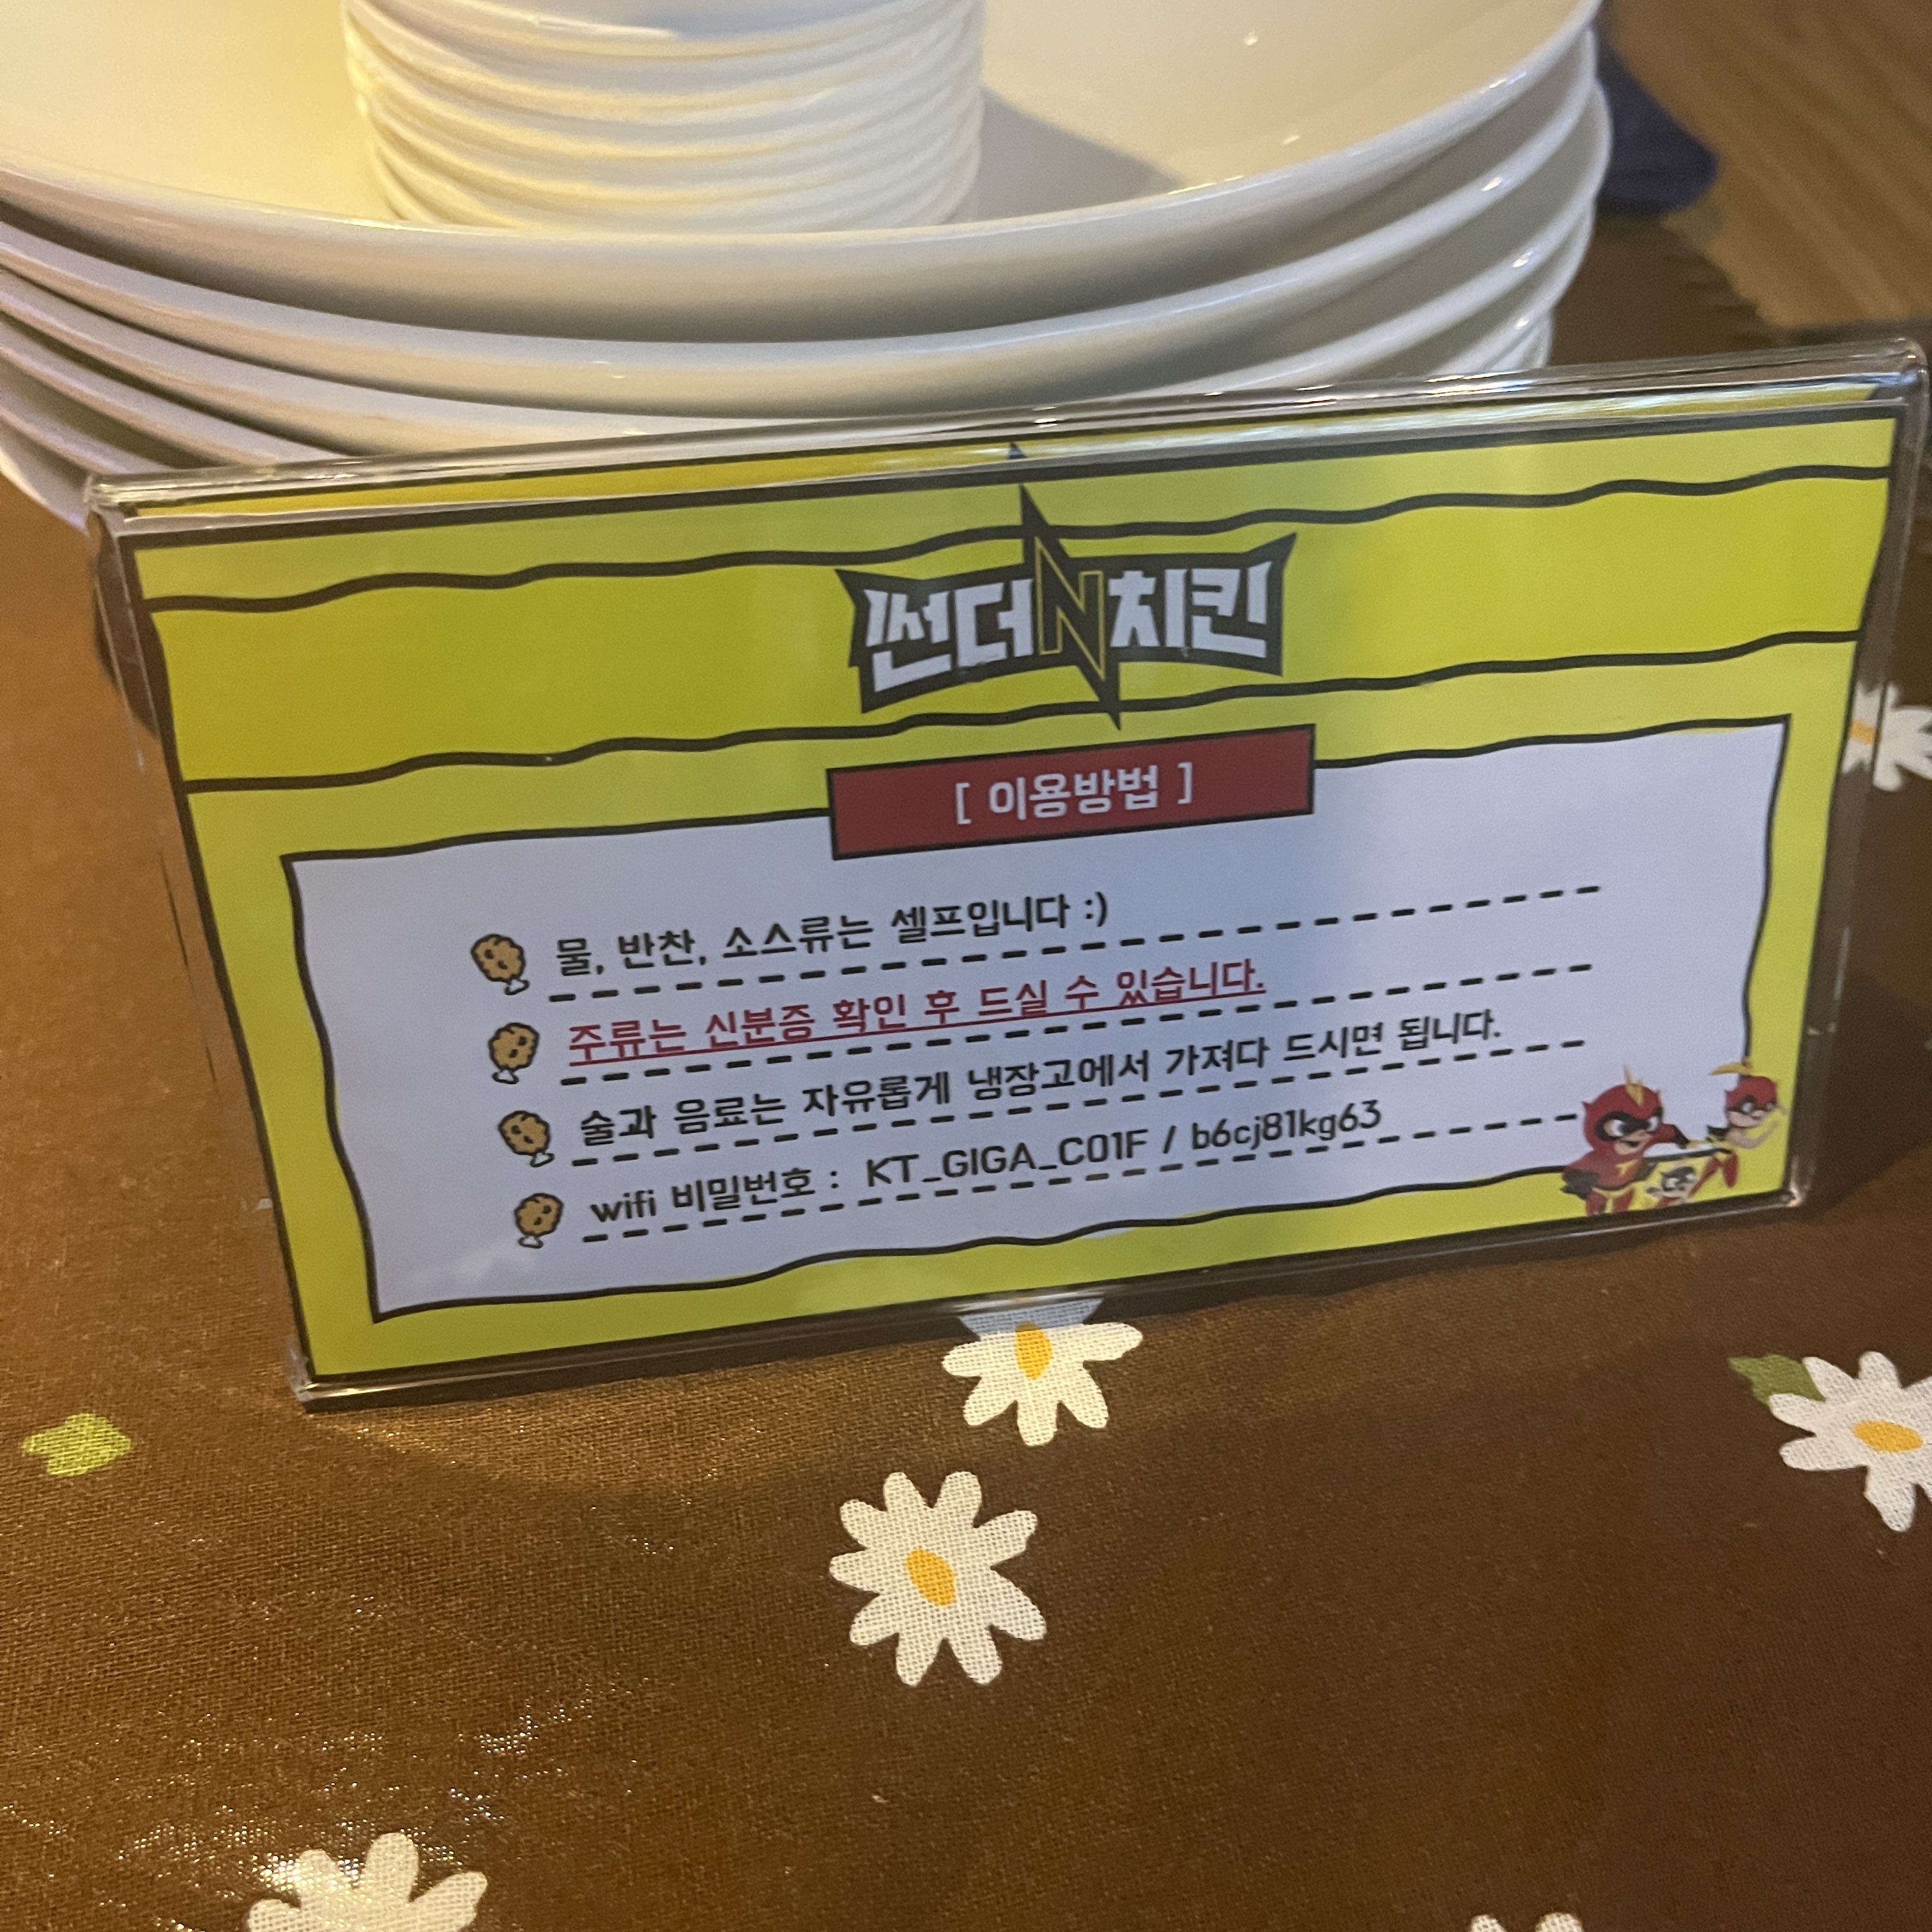 썬더N치킨
[ 이용방법 ]
물, 반찬, 소스류는 셀프입니다 :)
주류는 신분증 확인 후 드실 수 있습니다.
술과 음료는 자유롭게 냉장고에서 가져다 드시면 됩니다.
wifi 비밀번호 : KT_GIGA_C01F / b6cj81kg63